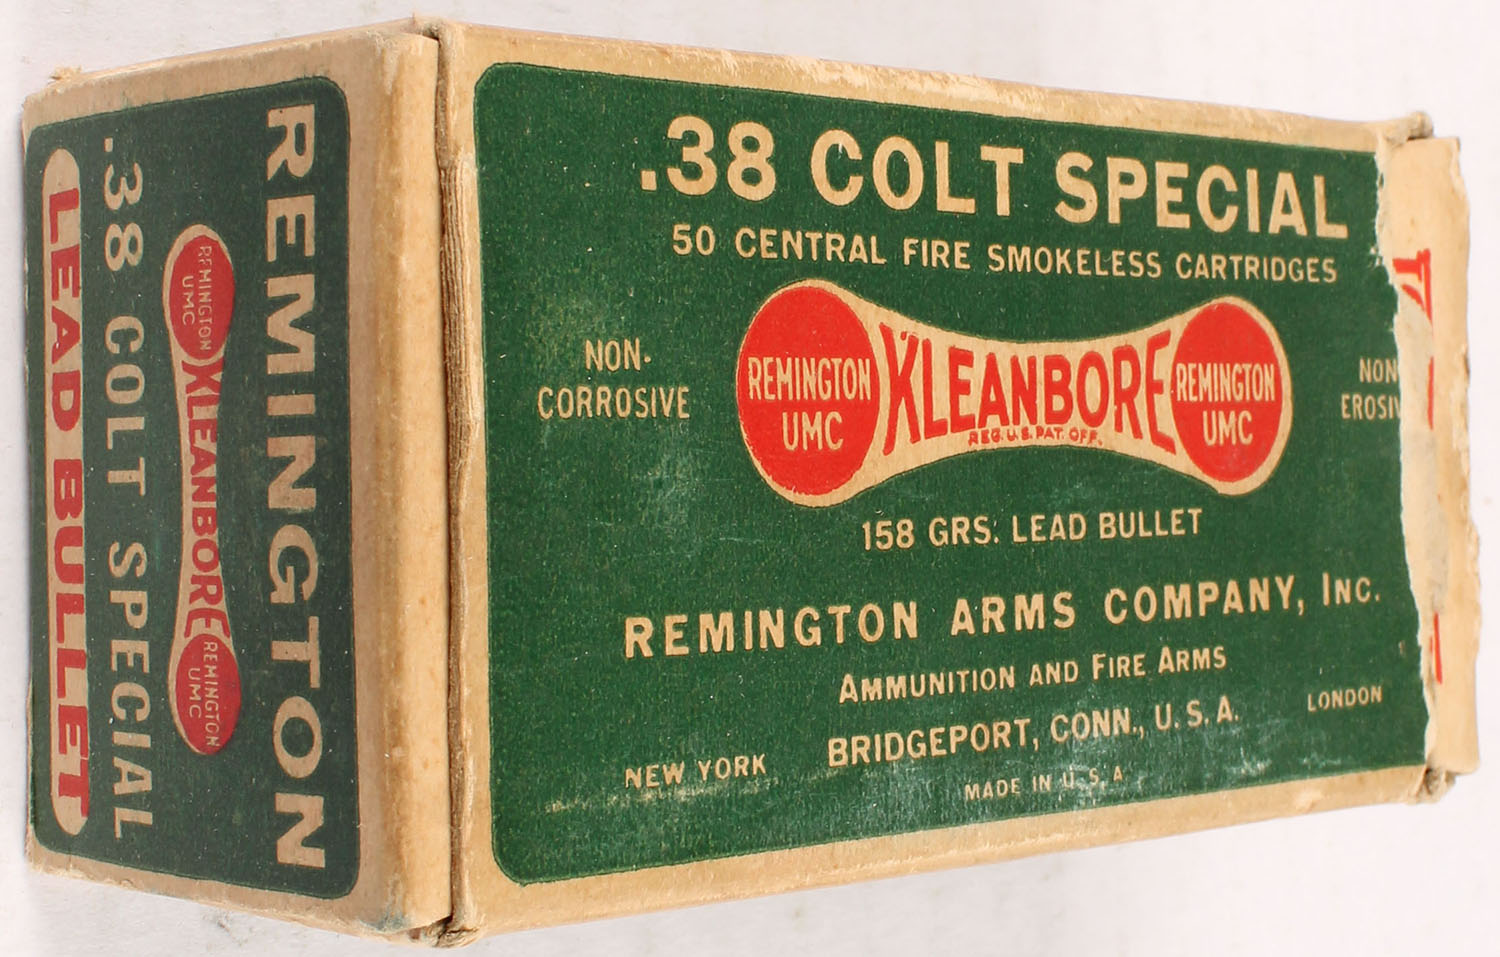 REMINGTON
REMINGTON
UMC
KLEANBORE
REMINGTON
UMC
.38 COLT SPECIAL
LEAD BULLET
.38 COLT SPECIAL
50 CENTRAL FIRE SMOKELESS CARTRIDGES
NON-
CORROSIVE
REMINGTON
UMC
KLEANBORE
REG. U.S. PAT. OFF.
REMINGTON
UMC
NON
EROSIV
158 GRS. LEAD BULLET
REMINGTON ARMS COMPANY, INC.
AMMUNITION AND FIRE ARMS
BRIDGEPORT, CONN., U.S.A.
NEW YORK
LONDON
MADE IN U.S.A